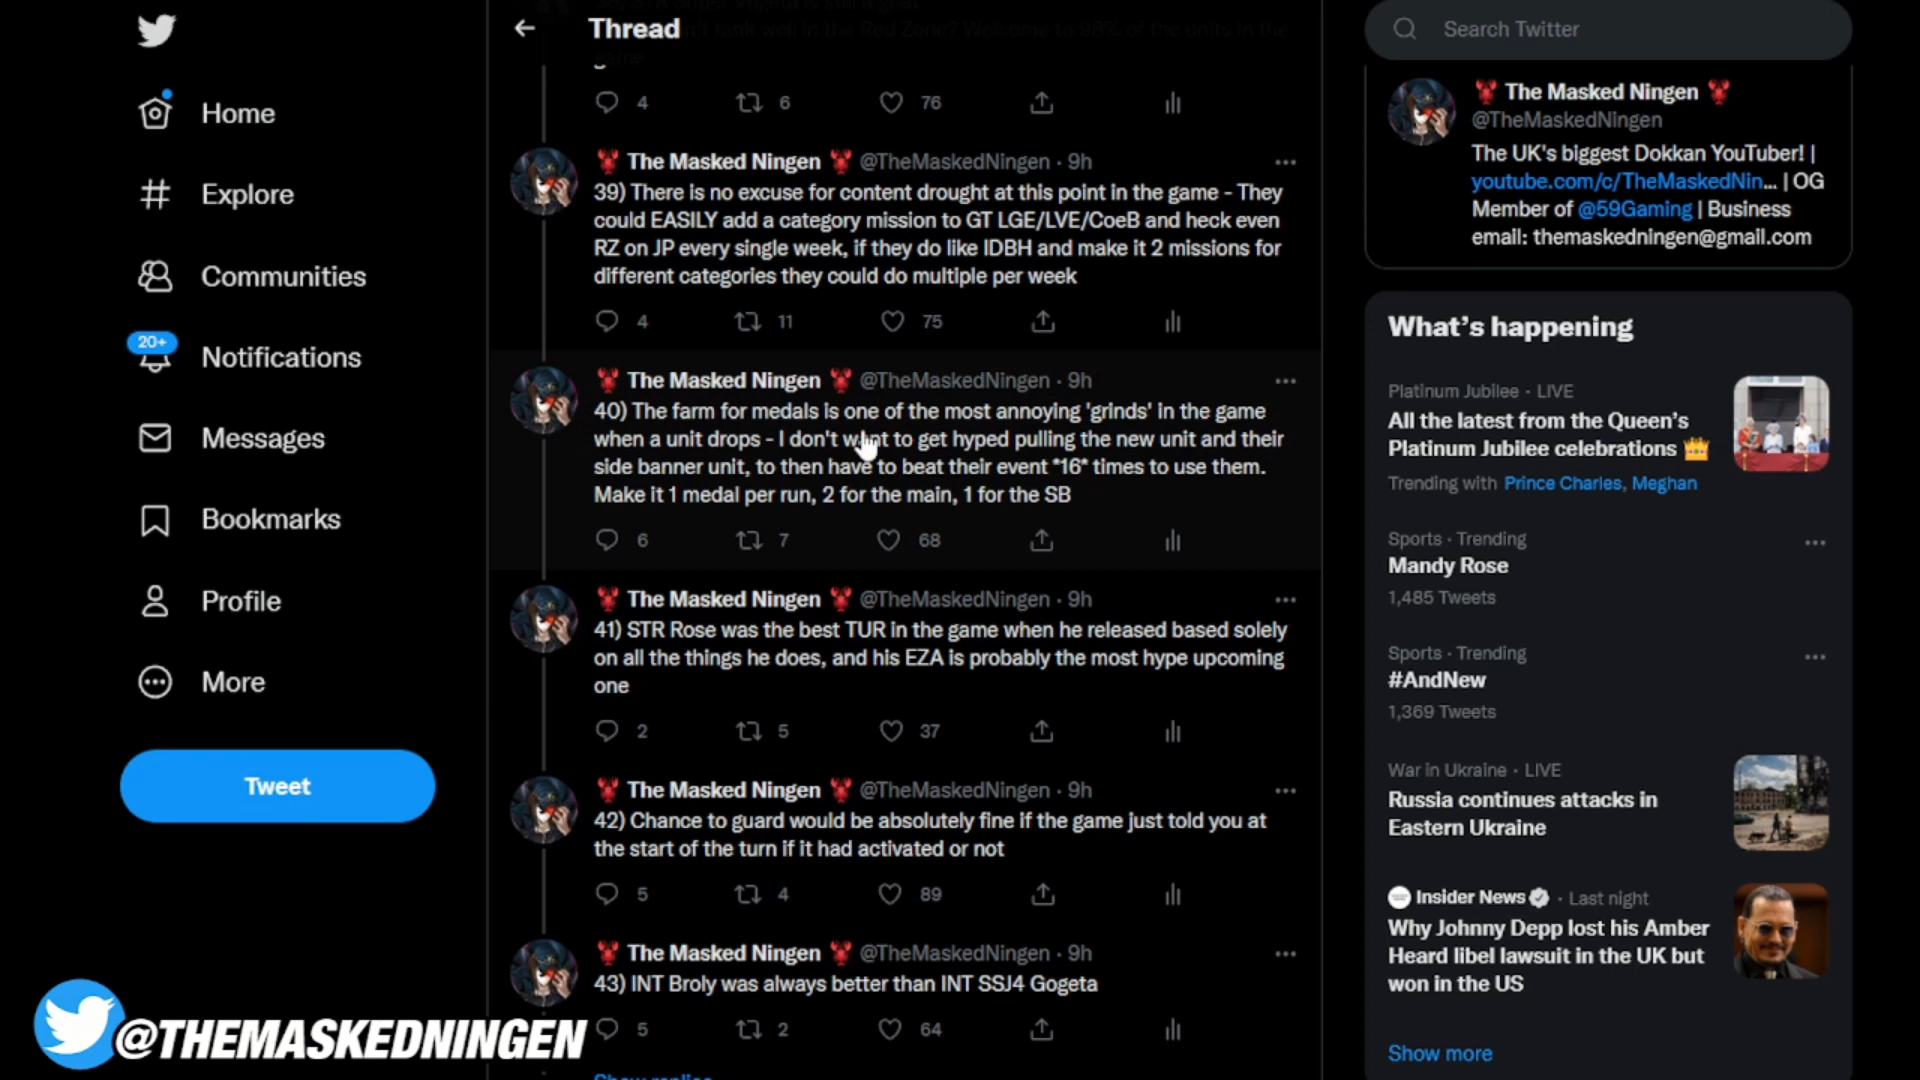 Thread
Search Twitter
Home
Explore
Communities
20+
Notifications
Messages
Bookmarks
Profile
More
Tweet
4 6 76
The Masked Ningen @TheMaskedNingen · 9h
39) There is no excuse for content drought at this point in the game - They
could EASILY add a category mission to GT LGE/LVE/CoeB and heck even
RZ on JP every single week, if they do like IDBH and make it 2 missions for
different categories they could do multiple per week
4 11 75
The Masked Ningen @TheMaskedNingen · 9h
40) The farm for medals is one of the most annoying 'grinds' in the game
when a unit drops - I don't want to get hyped pulling the new unit and their
side banner unit, to then have to beat their event *16* times to use them.
Make it 1 medal per run, 2 for the main, 1 for the SB
6 7 68
The Masked Ningen @TheMaskedNingen · 9h
41) STR Rose was the best TUR in the game when he released based solely
on all the things he does, and his EZA is probably the most hype upcoming
one
2 5 37
The Masked Ningen @TheMaskedNingen · 9h
42) Chance to guard would be absolutely fine if the game just told you at
the start of the turn if it had activated or not
5 4 89
The Masked Ningen @TheMaskedNingen · 9h
43) INT Broly was always better than INT SSJ4 Gogeta
5 2 64
Show replies
The Masked Ningen
@TheMaskedNingen
The UK's biggest Dokkan YouTuber! |
youtube.com/c/TheMaskedNin... | OG
Member of @59Gaming | Business
email: themaskedningen@gmail.com
What's happening
Platinum Jubilee · LIVE
All the latest from the Queen's
Platinum Jubilee celebrations
Trending with Prince Charles, Meghan
Sports · Trending
Mandy Rose
1,485 Tweets
Sports · Trending
#AndNew
1,369 Tweets
War in Ukraine · LIVE
Russia continues attacks in
Eastern Ukraine
Insider News · Last night
Why Johnny Depp lost his Amber
Heard libel lawsuit in the UK but
won in the US
Show more
@THEMASKEDNINGEN